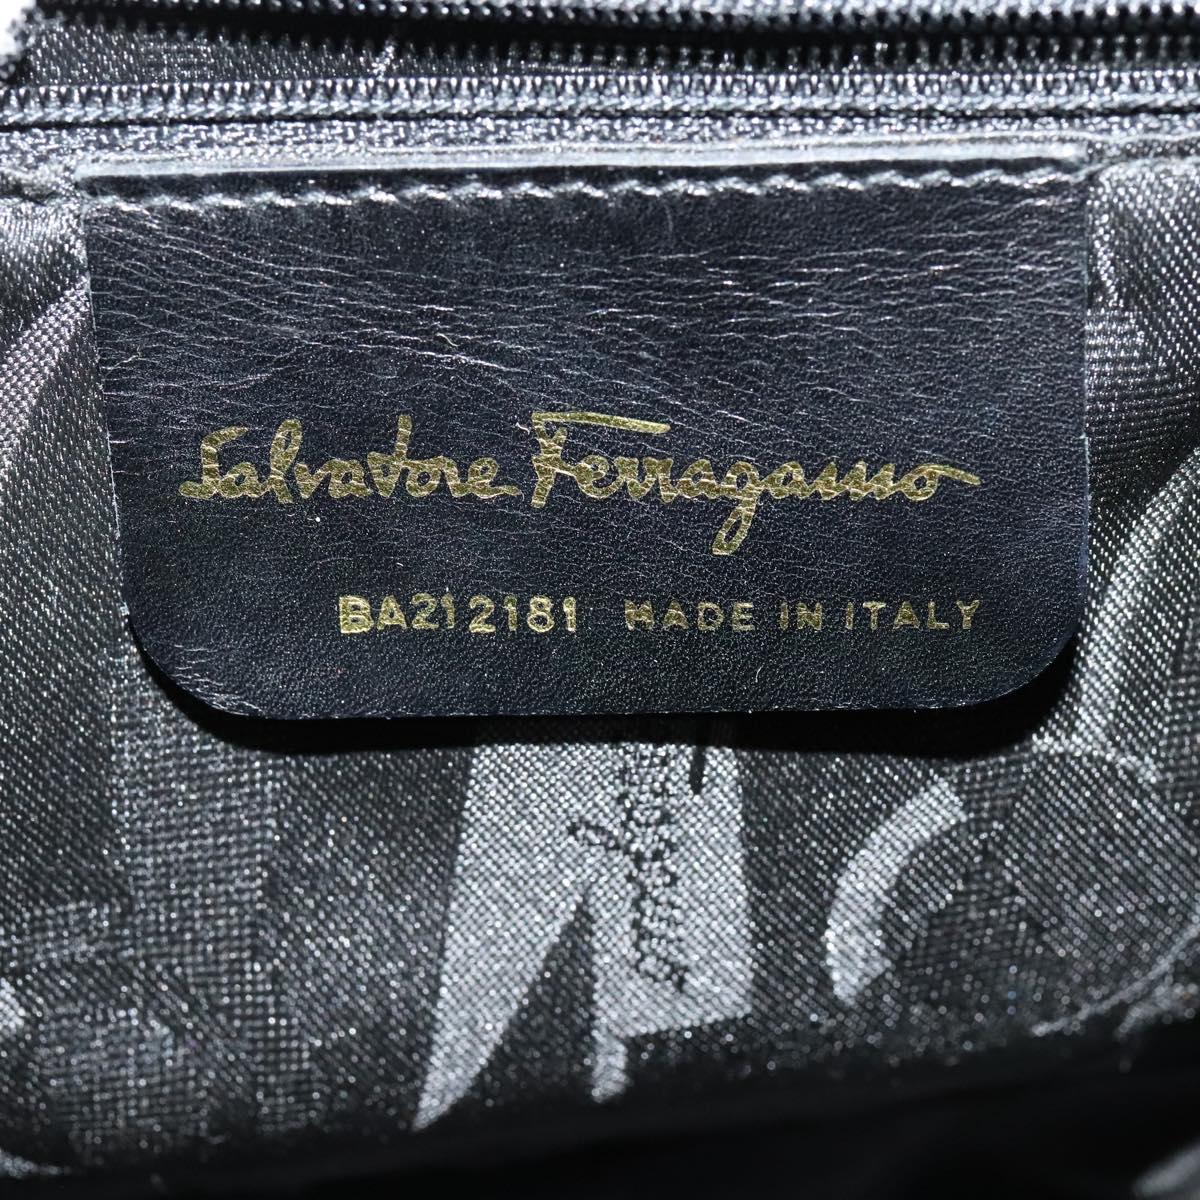 Salvatore Ferragamo
BA212181 MADE IN ITALY